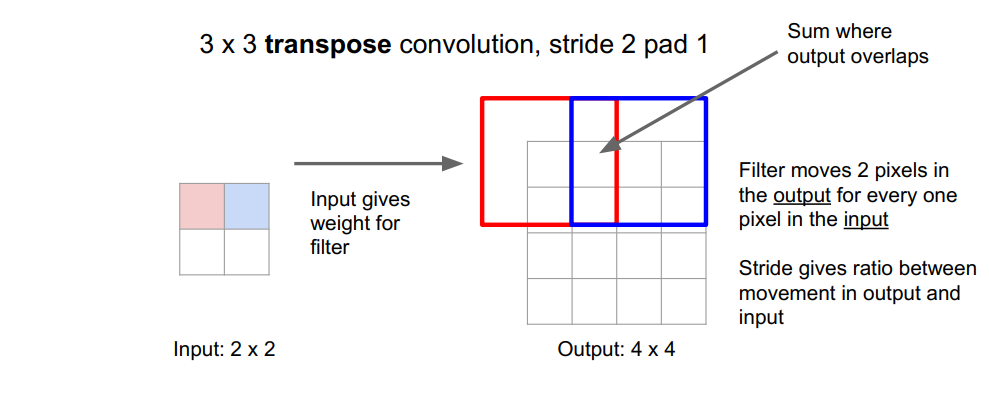 3 x 3 transpose convolution, stride 2 pad 1
Sum where
output overlaps
Input gives
weight for
filter
Filter moves 2 pixels in
the output for every one
pixel in the input
Stride gives ratio between
movement in output and
input
Input: 2 x 2
Output: 4 x 4